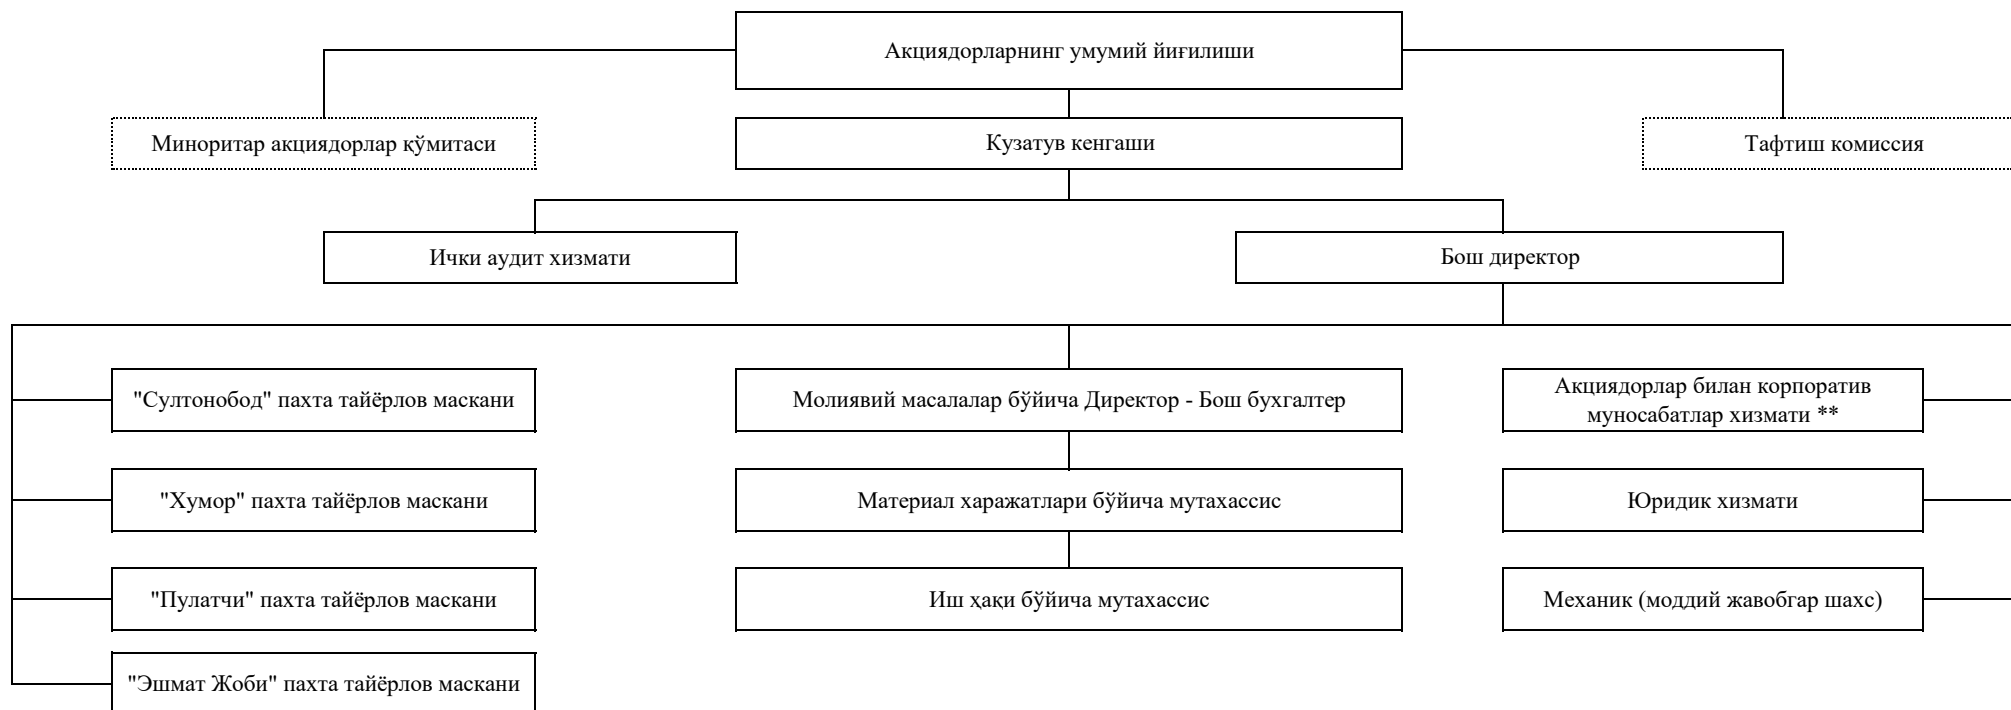 Акциядорларнинг умумий йиғилиши
Миноритар акциядорлар қўмитаси
Кузатув кенгаши
Тафтиш комиссия
Ички аудит хизмати
Бош директор
"Султонобод" пахта тайёрлов маскани
Молиявий масалалар бўйича Директор - Бош бухгалтер
Акциядорлар билан корпоратив
муносабатлар хизмати **
"Хумор" пахта тайёрлов маскани
Материал харажатлари бўйича мутахассис
Юридик хизмати
"Пулатчи" пахта тайёрлов маскани
Иш ҳақи бўйича мутахассис
Механик (моддий жавобгар шахс)
"Эшмат Жоби" пахта тайёрлов маскани